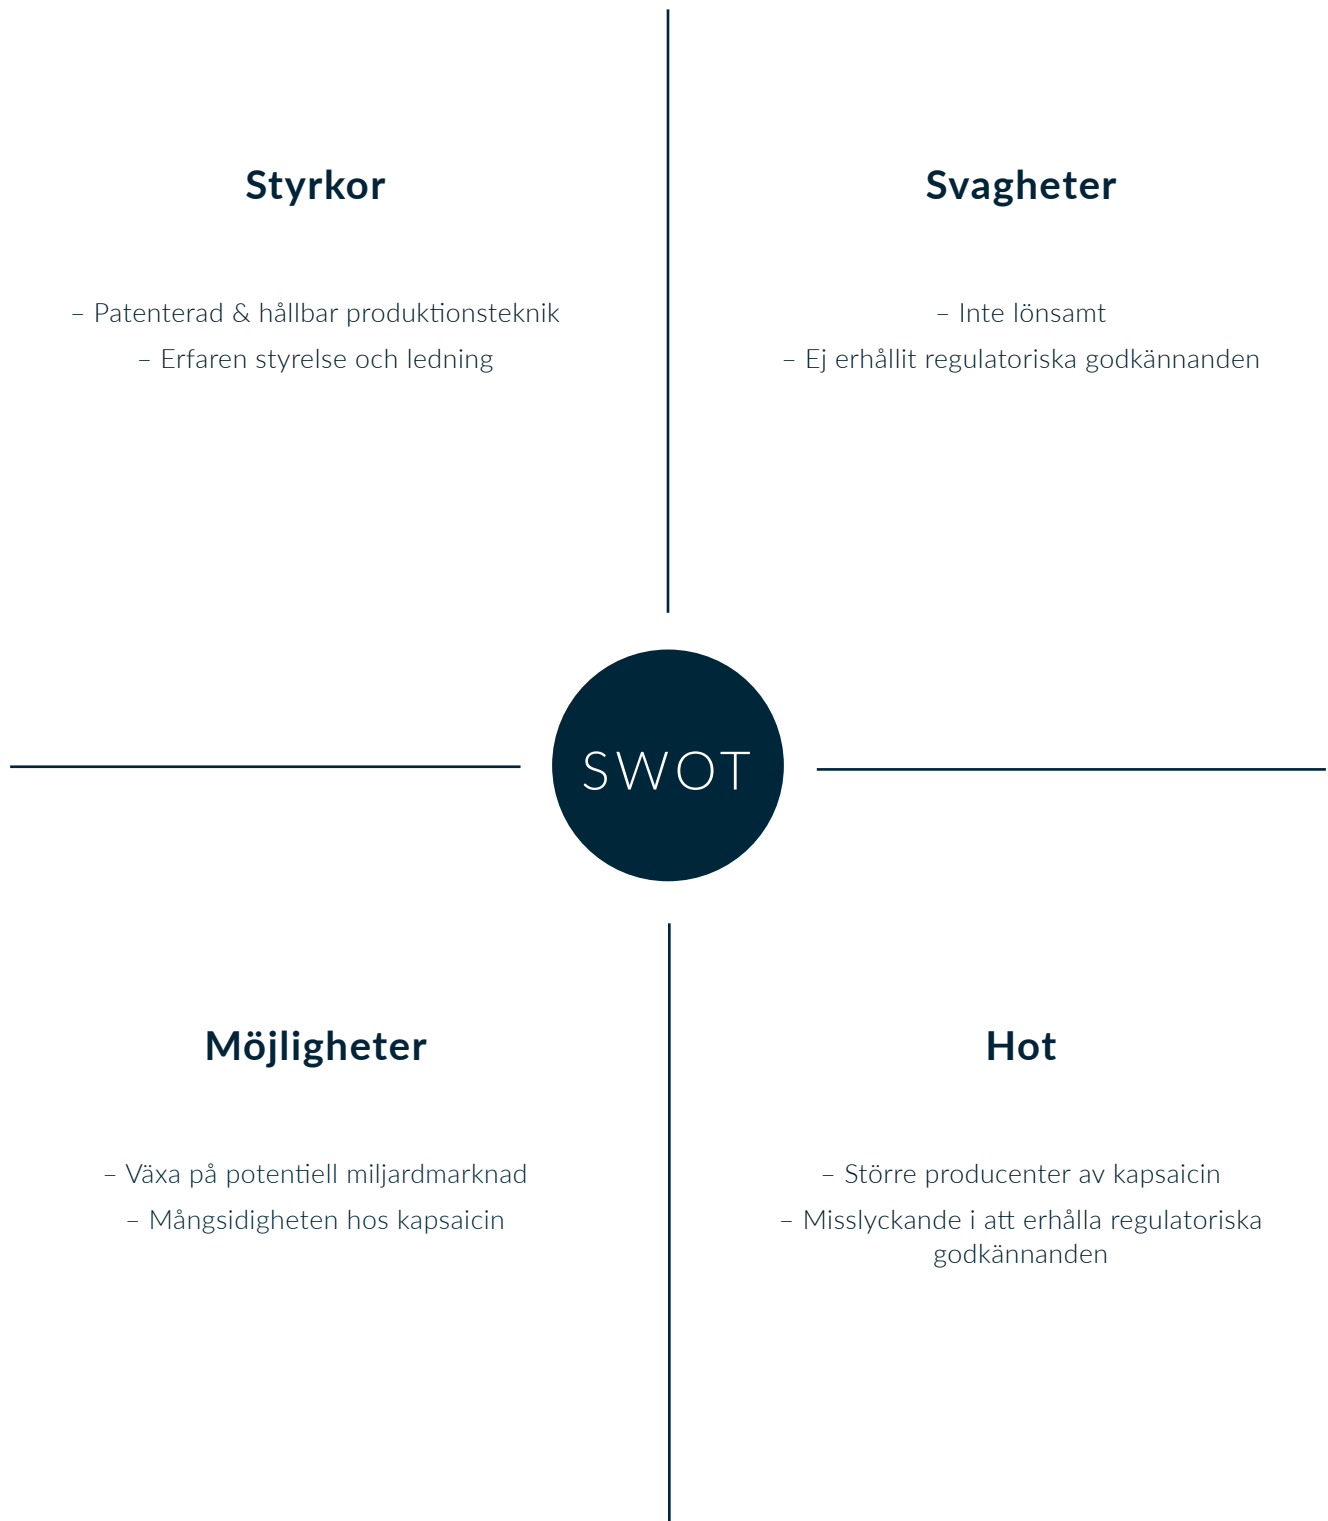 Styrkor
– Patenterad & hållbar produktionsteknik
– Erfaren styrelse och ledning
Svagheter
– Inte lönsamt
– Ej erhållit regulatoriska godkännanden
SWOT
Möjligheter
– Växa på potentiell miljardmarknad
– Mångsidigheten hos kapsaicin
Hot
– Större producenter av kapsaicin
– Misslyckande i att erhålla regulatoriska
godkännanden